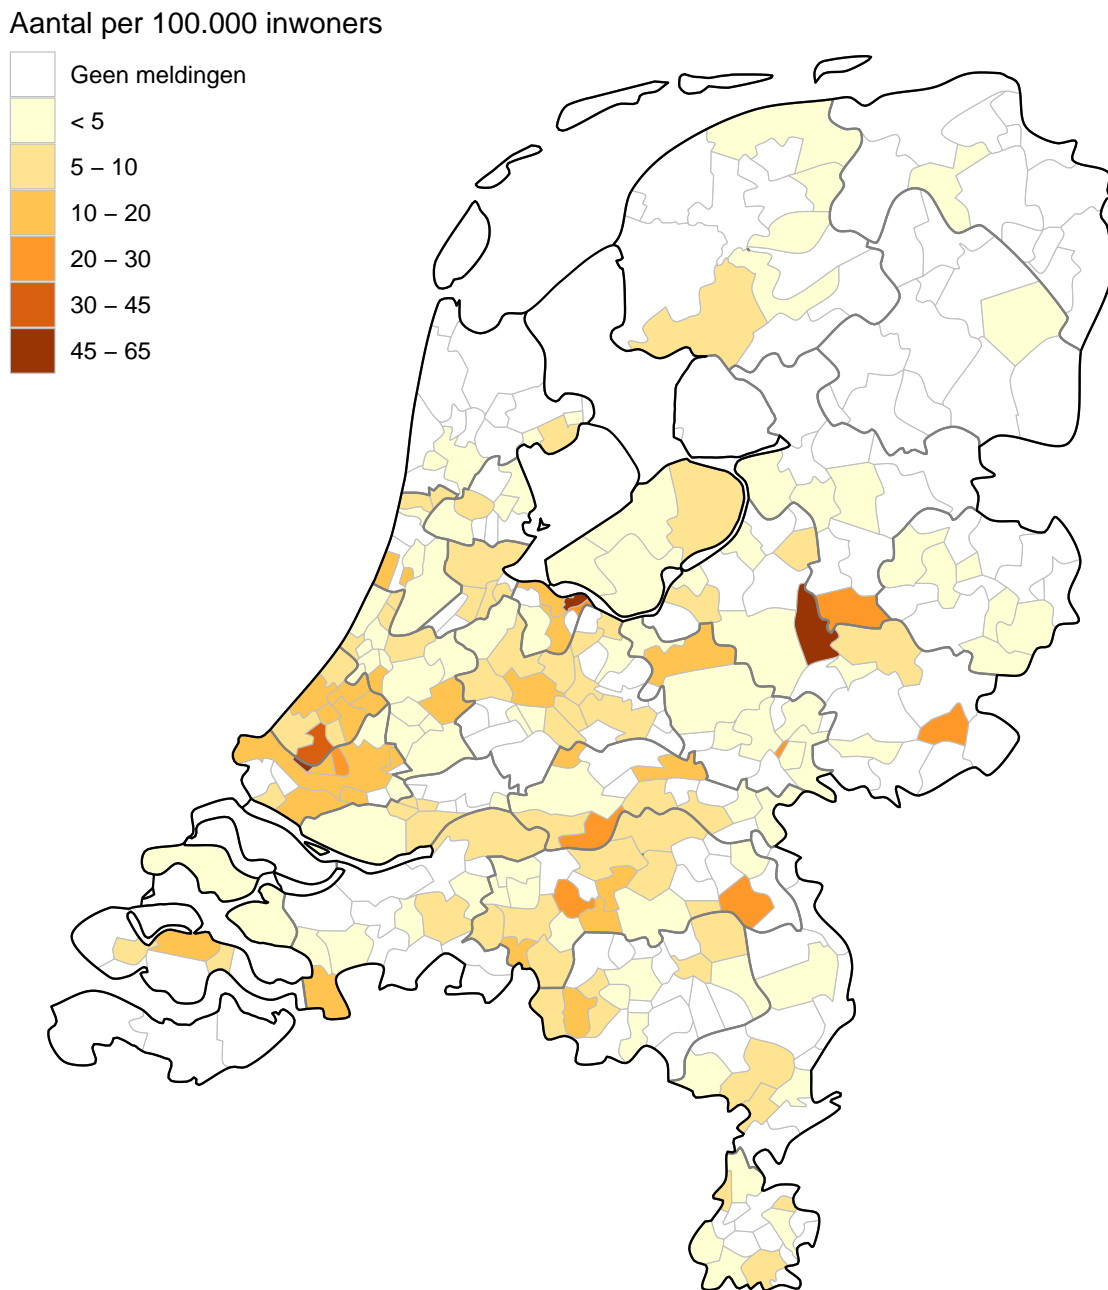 Aantal per 100.000 inwoners
Geen meldingen
< 5
5 – 10
10 – 20
20 – 30
30 – 45
45 – 65